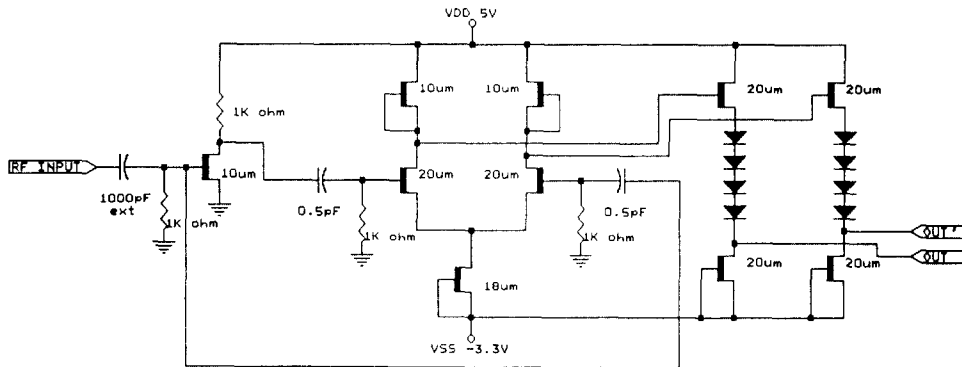 VDD 5V
10um
10um
20um
20um
1K ohm
RF INPUT
1000pF
ext
1K ohm
10um
0.5pF
1K ohm
20um
20um
0.5pF
1K ohm
18um
VSS -3.3V
20um
20um
OUT'
OUT